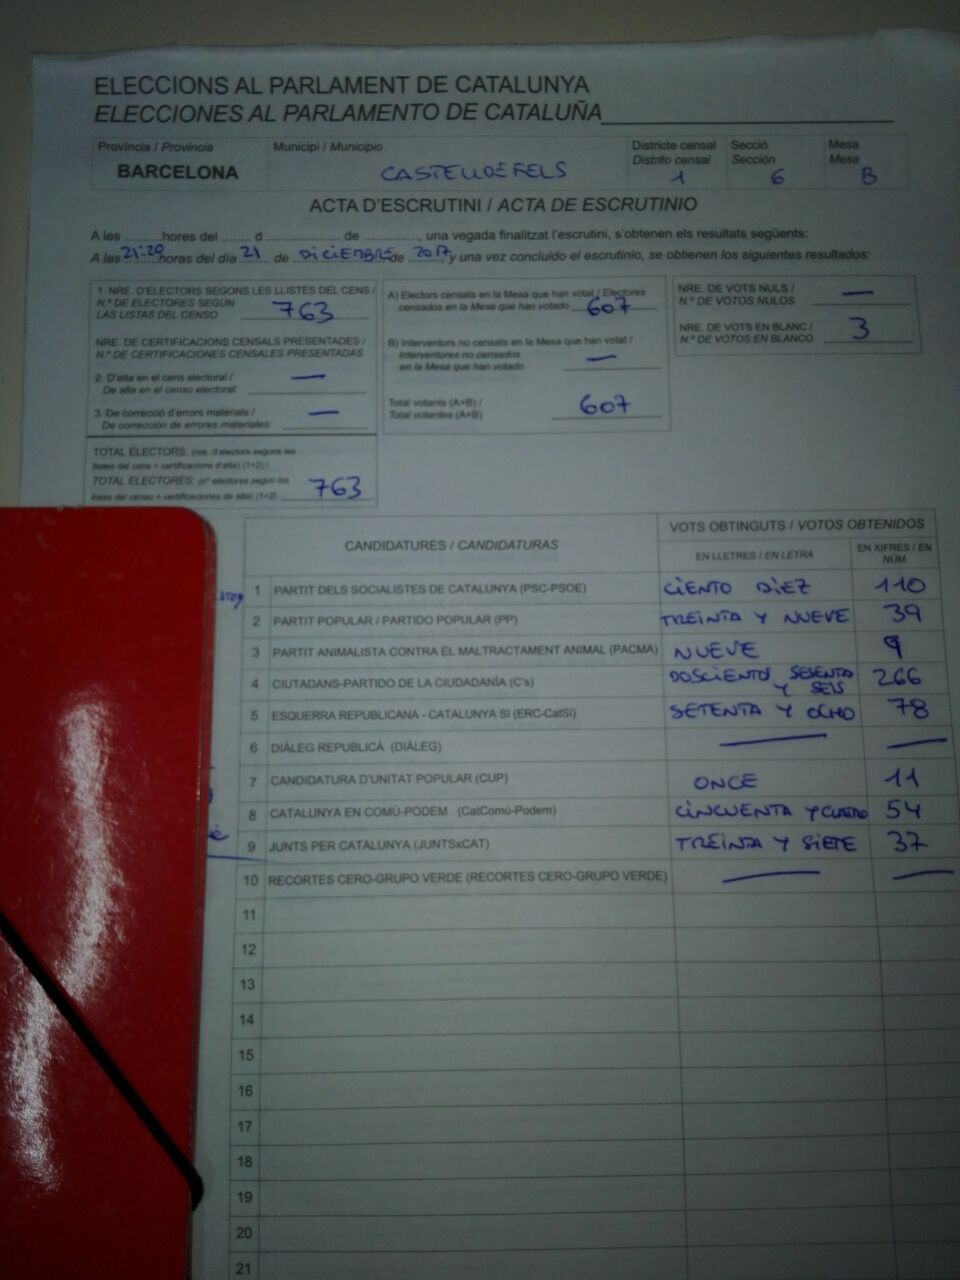 ELECCIONS AL PARLAMENT DE CATALUNYA
ELECCIONES AL PARLAMENTO DE CATALUÑA
Província / Provincia
BARCELONA
Municipi / Municipio
CASTELLDEFELS
Districte censal
Distrito censal
1
Secció
Sección
6
Mesa
Mesa
B
ACTA D'ESCRUTINI / ACTA DE ESCRUTINIO
A les ..........hores del ........ d ...................... de .............., una vegada finalitzat l'escrutini, s'obtenen els resultats següents:
A las 21:20 horas del día 21 de DICIEMBRE de 2017, y una vez concluido el escrutinio, se obtienen los siguientes resultados:
1. NRE. D'ELECTORS SEGONS LES LLISTES DEL CENS /
N.º DE ELECTORES SEGÚN
LAS LISTAS DEL CENSO 763
NRE. DE CERTIFICACIONS CENSALS PRESENTADES /
N.º DE CERTIFICACIONES CENSALES PRESENTADAS
2. D'alta en el cens electoral / —
De alta en el censo electoral:
3. De correcció d'errors materials / —
De corrección de errores materiales:
TOTAL ELECTORS: (nre. d'electors segons les
llistes del cens + certificacions d'alta) (1+2) /
TOTAL ELECTORES: (nº electores según las
listas del censo + certificaciones de alta) (1+2) 763
A) Electors censats en la Mesa que han votat / Electores
censados en la Mesa que han votado 607
B) Interventors no censats en la Mesa que han votat /
Interventores no censados —
en la Mesa que han votado
Total votants (A+B) /
Total votantes (A+B) 607
NRE. DE VOTS NULS / —
N.º DE VOTOS NULOS
NRE. DE VOTS EN BLANC / 3
N.º DE VOTOS EN BLANCO
CANDIDATURES / CANDIDATURAS
VOTS OBTINGUTS / VOTOS OBTENIDOS
EN LLETRES / EN LETRA
EN XIFRES / EN
NÚM.
1 PARTIT DELS SOCIALISTES DE CATALUNYA (PSC-PSOE) CIENTO DIEZ 110
2 PARTIT POPULAR / PARTIDO POPULAR (PP) TREINTA Y NUEVE 39
3 PARTIT ANIMALISTA CONTRA EL MALTRACTAMENT ANIMAL (PACMA) NUEVE 9
4 CIUTADANS-PARTIDO DE LA CIUDADANÍA (C's) DOSCIENTOS SESENTA Y SEIS 266
5 ESQUERRA REPUBLICANA - CATALUNYA SI (ERC-CatSI) SETENTA Y OCHO 78
6 DIÀLEG REPUBLICÀ (DIÀLEG) — —
7 CANDIDATURA D'UNITAT POPULAR (CUP) ONCE 11
8 CATALUNYA EN COMÚ-PODEM (CatComú-Podem) CINCUENTA Y CUATRO 54
9 JUNTS PER CATALUNYA (JUNTSxCAT) TREINTA Y SIETE 37
10 RECORTES CERO-GRUPO VERDE (RECORTES CERO-GRUPO VERDE) — —
11
12
13
14
15
16
17
18
19
20
21